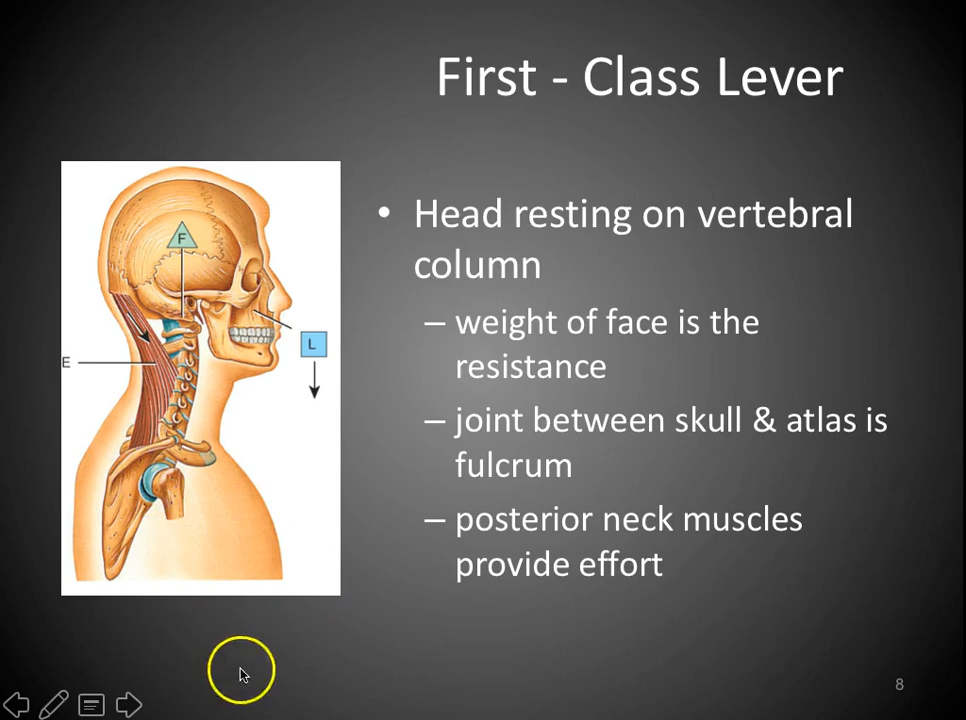 First - Class Lever
• Head resting on vertebral
column
– weight of face is the
resistance
– joint between skull & atlas is
fulcrum
– posterior neck muscles
provide effort
F
L
E
8